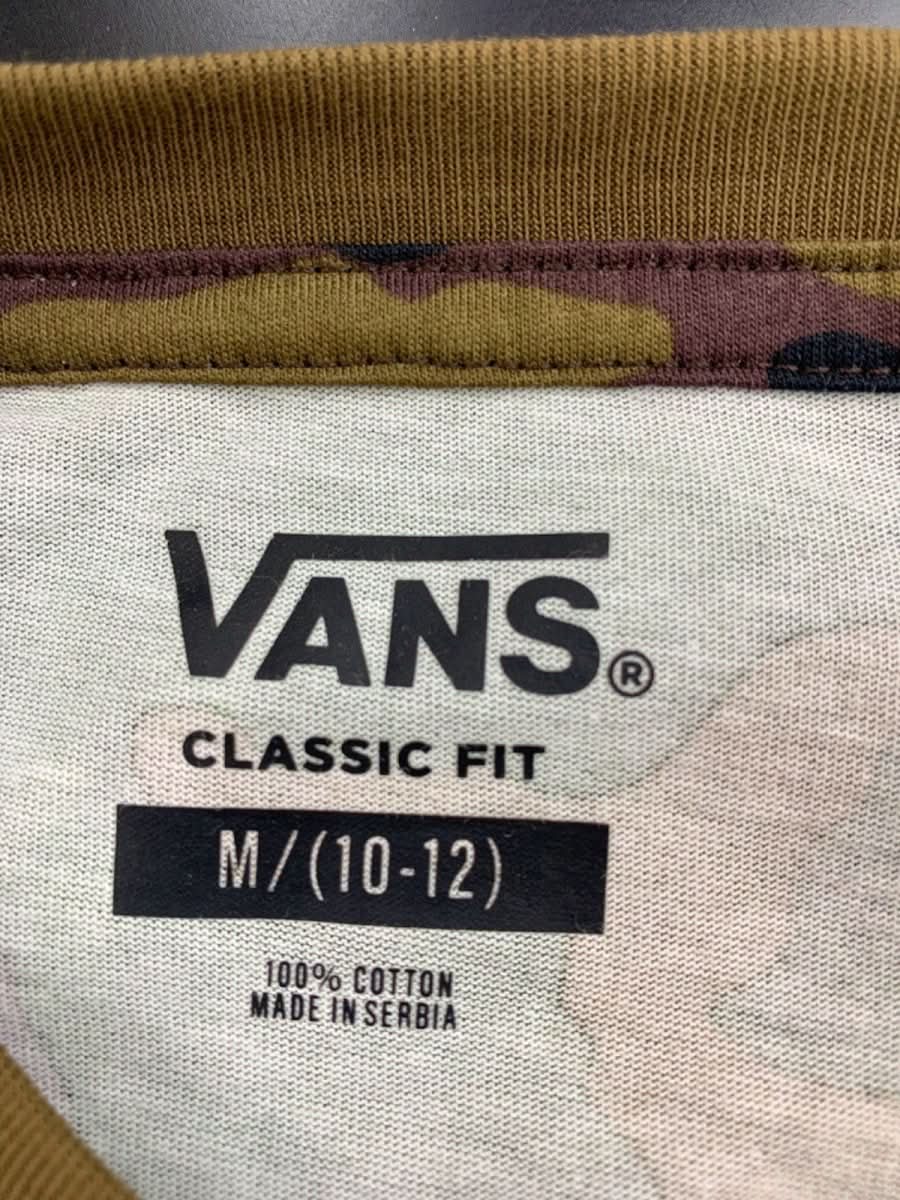 VANS®
CLASSIC FIT
M/(10-12)
100% COTTON
MADE IN SERBIA